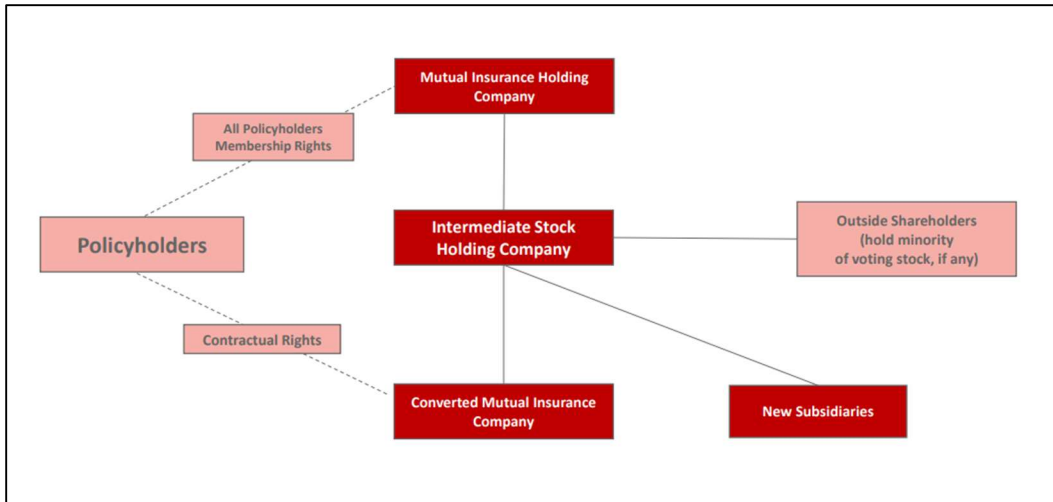 Mutual Insurance Holding
Company
All Policyholders
Membership Rights
Policyholders
Intermediate Stock
Holding Company
Outside Shareholders
(hold minority
of voting stock, if any)
Contractual Rights
Converted Mutual Insurance
Company
New Subsidiaries